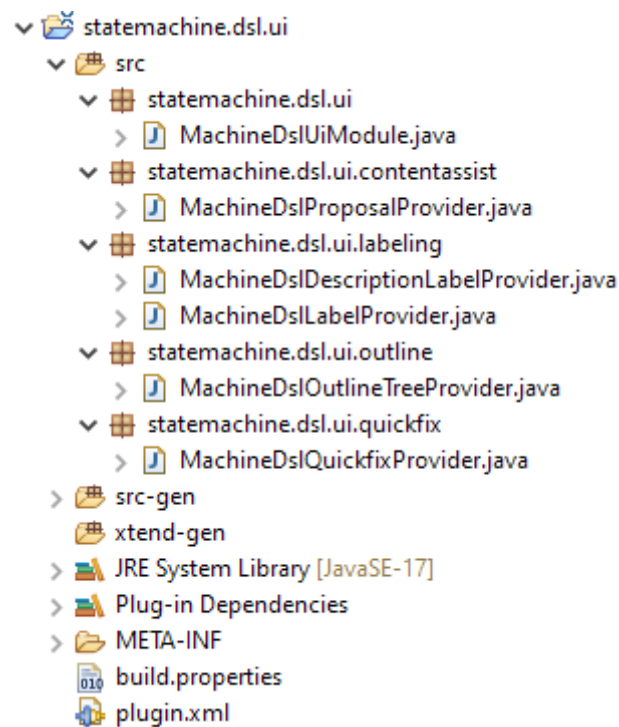 statemachine.dsl.ui
src
statemachine.dsl.ui
MachineDslUiModule.java
statemachine.dsl.ui.contentassist
MachineDslProposalProvider.java
statemachine.dsl.ui.labeling
MachineDslDescriptionLabelProvider.java
MachineDslLabelProvider.java
statemachine.dsl.ui.outline
MachineDslOutlineTreeProvider.java
statemachine.dsl.ui.quickfix
MachineDslQuickfixProvider.java
src-gen
xtend-gen
JRE System Library [JavaSE-17]
Plug-in Dependencies
META-INF
build.properties
plugin.xml